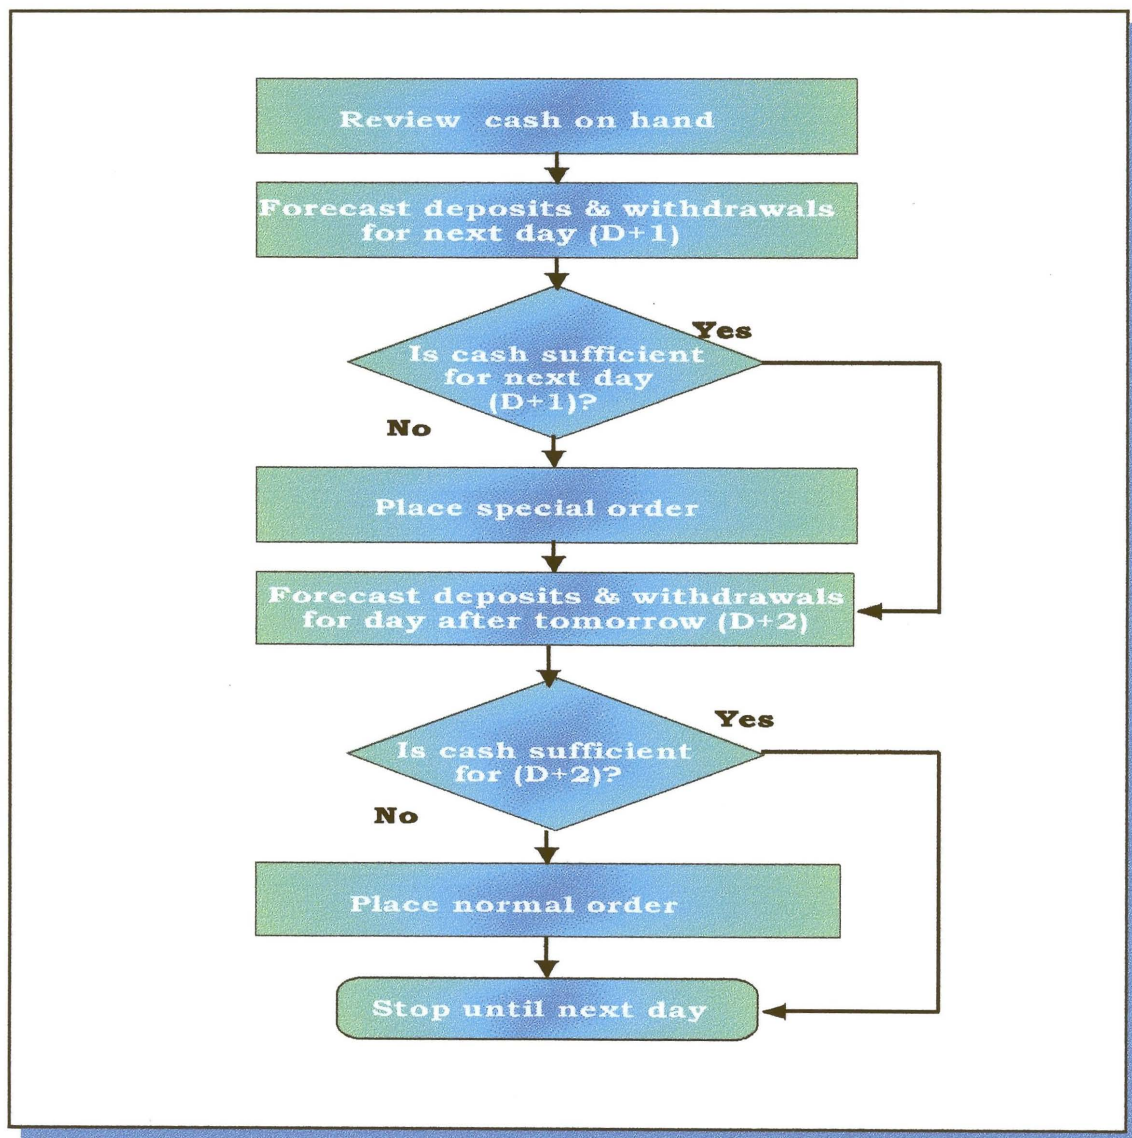 Review cash on hand
Forecast deposits & withdrawals
for next day (D+1)
Yes
Is cash sufficient
for next day
(D+1)?
No
Place special order
Forecast deposits & withdrawals
for day after tomorrow (D+2)
Yes
Is cash sufficient
for (D+2)?
No
Place normal order
Stop until next day